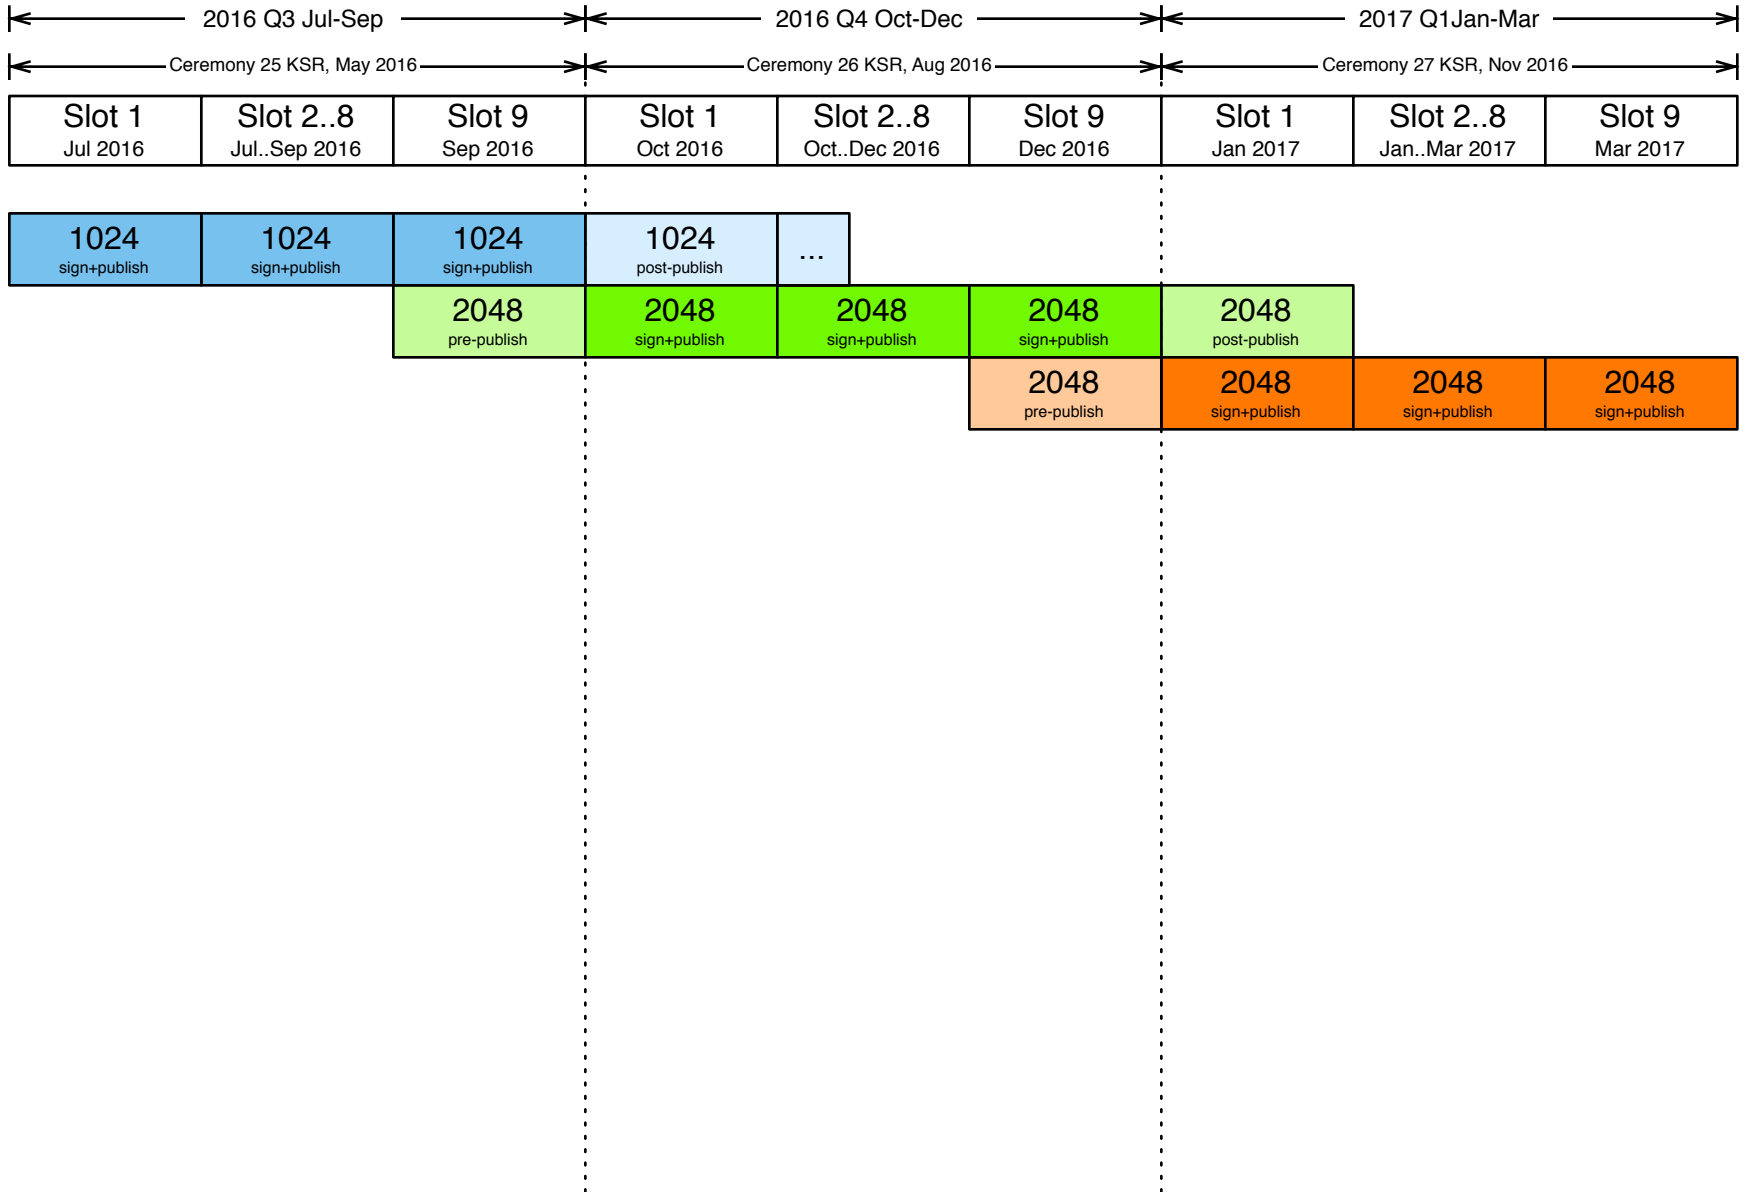 2016 Q3 Jul-Sep
2016 Q4 Oct-Dec
2017 Q1Jan-Mar
Ceremony 25 KSR, May 2016
Ceremony 26 KSR, Aug 2016
Ceremony 27 KSR, Nov 2016
Slot 1
Jul 2016
Slot 2..8
Jul..Sep 2016
Slot 9
Sep 2016
Slot 1
Oct 2016
Slot 2..8
Oct..Dec 2016
Slot 9
Dec 2016
Slot 1
Jan 2017
Slot 2..8
Jan..Mar 2017
Slot 9
Mar 2017
1024
sign+publish
1024
sign+publish
1024
sign+publish
1024
post-publish
...
2048
pre-publish
2048
sign+publish
2048
sign+publish
2048
sign+publish
2048
post-publish
2048
pre-publish
2048
sign+publish
2048
sign+publish
2048
sign+publish